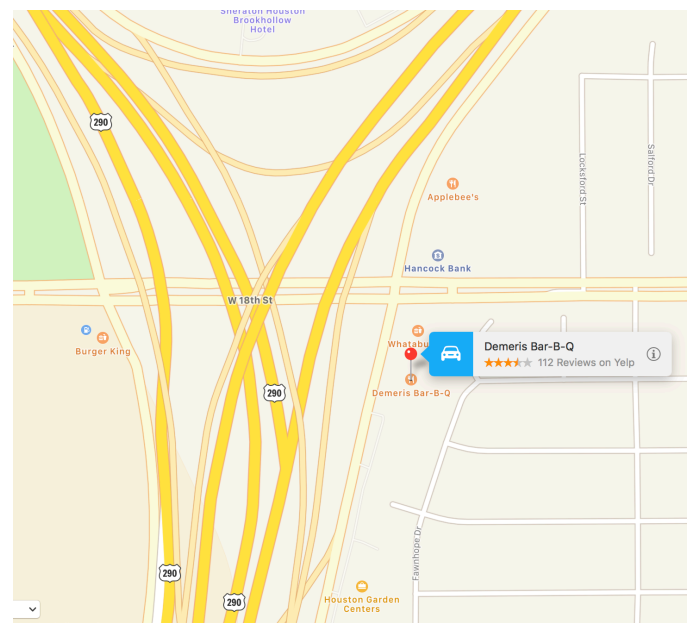 Sheraton Houston
Brookhollow
Hotel
290
Salford Dr
Locksford St
Applebee's
Hancock Bank
W 18th St
Burger King
Demeris Bar-B-Q
112 Reviews on Yelp
290
Demeris Bar-B-Q
Fawnhope Dr
290
290
Houston Garden
Centers